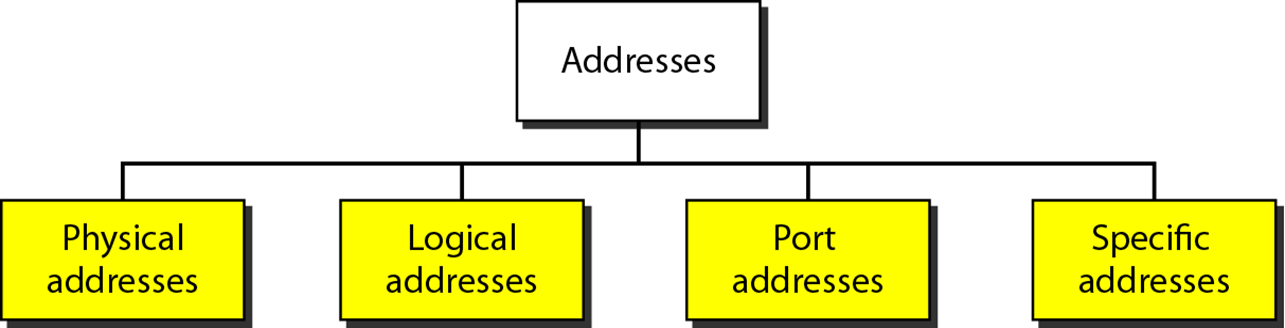 Addresses
Physical
addresses
Logical
addresses
Port
addresses
Specific
addresses